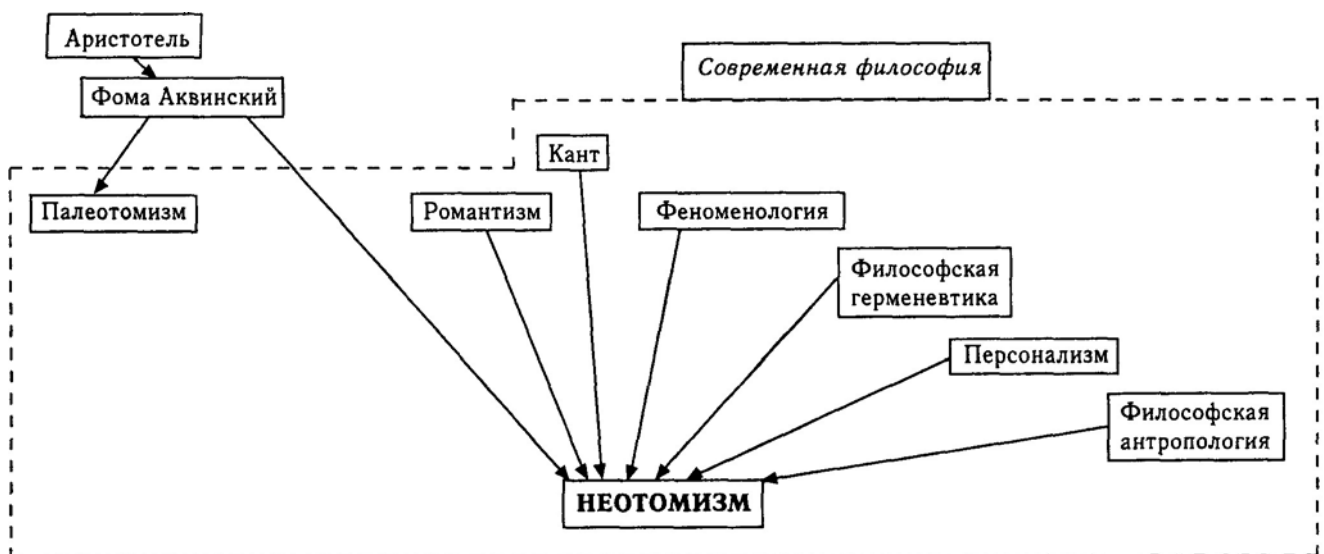 Аристотель
Современная философия
Фома Аквинский
Кант
Палеотомизм
Романтизм
Феноменология
Философская
герменевтика
Персонализм
Философская
антропология
НЕОТОМИЗМ